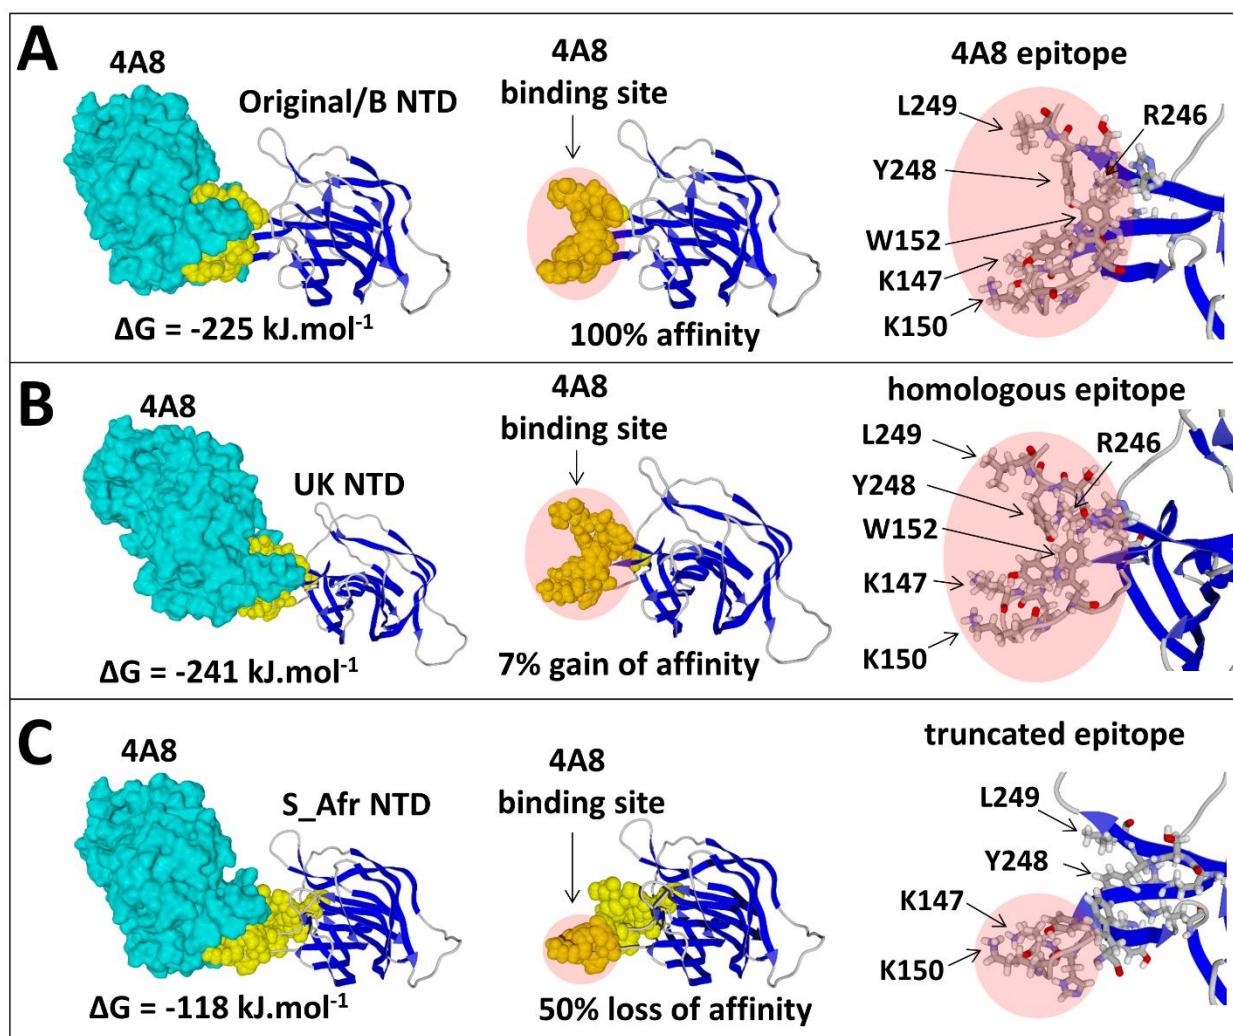 A
4A8
Original/B NTD
ΔG = -225 kJ.mol⁻¹
4A8
binding site
100% affinity
4A8 epitope
L249
R246
Y248
W152
K147
K150
B
4A8
UK NTD
ΔG = -241 kJ.mol⁻¹
4A8
binding site
7% gain of affinity
homologous epitope
L249
R246
Y248
W152
K147
K150
C
4A8
S_Afr NTD
ΔG = -118 kJ.mol⁻¹
4A8
binding site
50% loss of affinity
truncated epitope
L249
Y248
K147
K150